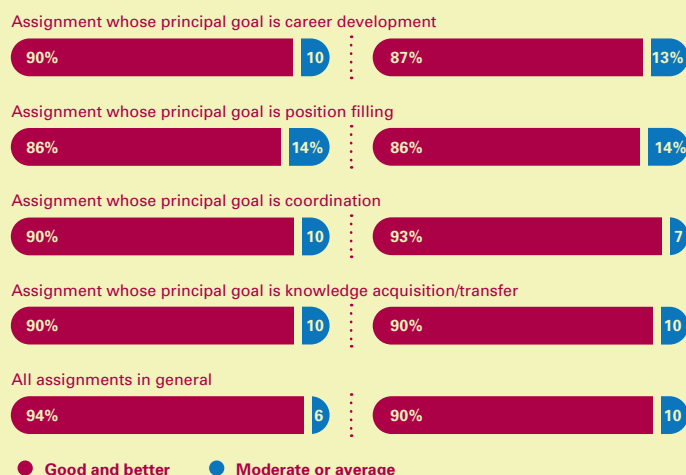 Assignment whose principal goal is career development
90% 10 87% 13%
Assignment whose principal goal is position filling
86% 14% 86% 14%
Assignment whose principal goal is coordination
90% 10 93% 7
Assignment whose principal goal is knowledge acquisition/transfer
90% 10 90% 10
All assignments in general
94% 6 90% 10
Good and better Moderate or average